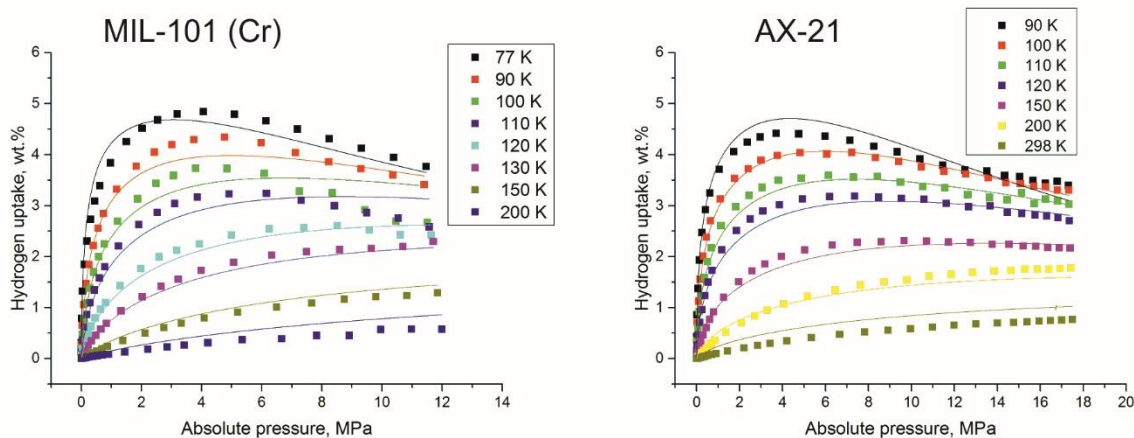 MIL-101 (Cr)
Hydrogen uptake, wt.%
6
5
4
3
2
1
0
77 K
90 K
100 K
110 K
120 K
130 K
150 K
200 K
0 2 4 6 8 10 12 14
Absolute pressure, MPa
AX-21
Hydrogen uptake, wt.%
6
5
4
3
2
1
0
90 K
100 K
110 K
120 K
150 K
200 K
298 K
0 2 4 6 8 10 12 14 16 18 20
Absolute pressure, MPa